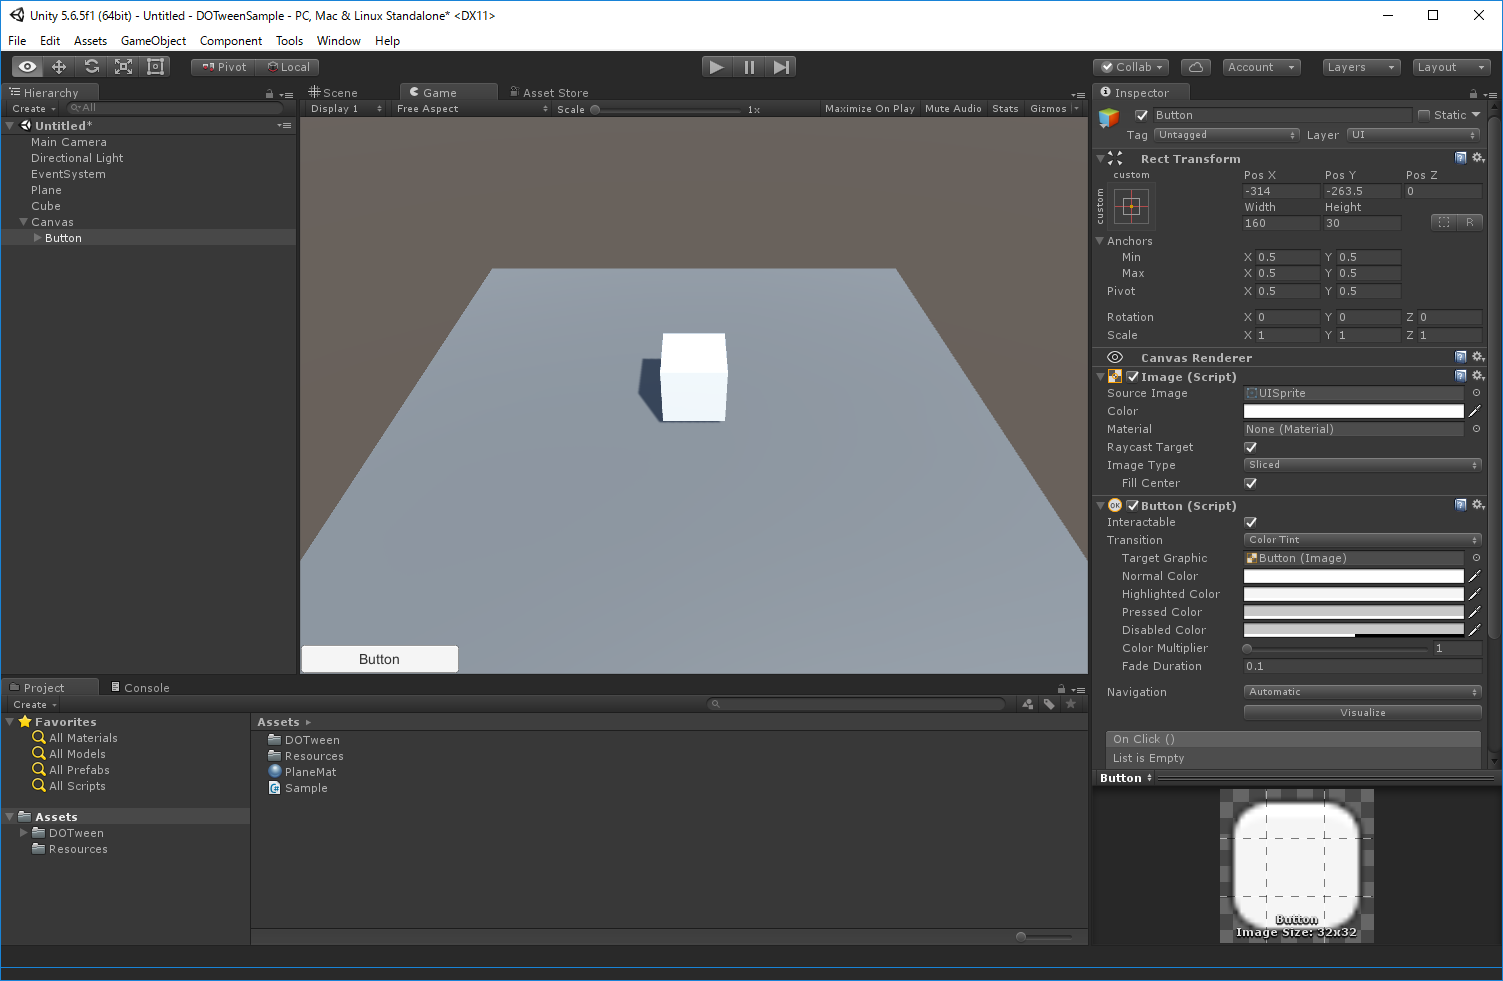 Unity 5.6.5f1 (64bit) - Untitled - DOTweenSample - PC, Mac & Linux Standalone* <DX11>
File Edit Assets GameObject Component Tools Window Help
Pivot Local Collab Account Layers Layout
Hierarchy
Create All
Untitled*
Main Camera
Directional Light
EventSystem
Plane
Cube
Canvas
Button
Scene Game Asset Store
Display 1 Free Aspect Scale 1x Maximize On Play Mute Audio Stats Gizmos
Button
Inspector
Button Static
Tag Untagged Layer UI
Rect Transform
custom Pos X Pos Y Pos Z
custom -314 -263.5 0
Width Height
160 30 R
Anchors
Min X 0.5 Y 0.5
Max X 0.5 Y 0.5
Pivot X 0.5 Y 0.5
Rotation X 0 Y 0 Z 0
Scale X 1 Y 1 Z 1
Canvas Renderer
Image (Script)
Source Image UISprite
Color
Material None (Material)
Raycast Target
Image Type Sliced
Fill Center
OK Button (Script)
Interactable
Transition Color Tint
Target Graphic Button (Image)
Normal Color
Highlighted Color
Pressed Color
Disabled Color
Color Multiplier 1
Fade Duration 0.1
Navigation Automatic
Visualize
On Click ()
List is Empty
Button
Button
Image Size: 32x32
Project Console
Create
Favorites
All Materials
All Models
All Prefabs
All Scripts
Assets
DOTween
Resources
Assets
DOTween
Resources
PlaneMat
Sample